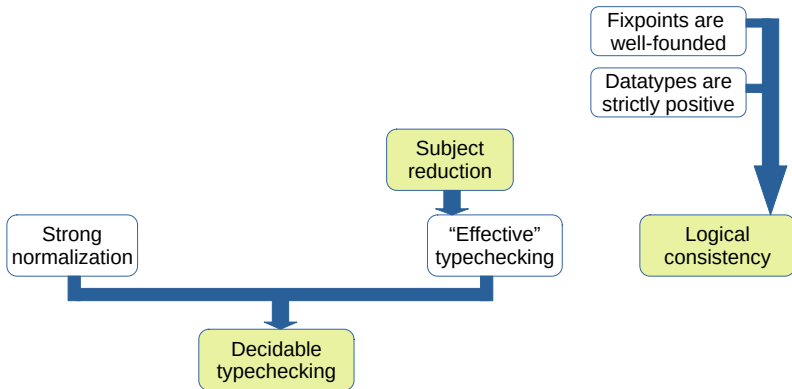 Fixpoints are
well-founded
Datatypes are
strictly positive
Subject
reduction
Strong
normalization
“Effective”
typechecking
Logical
consistency
Decidable
typechecking